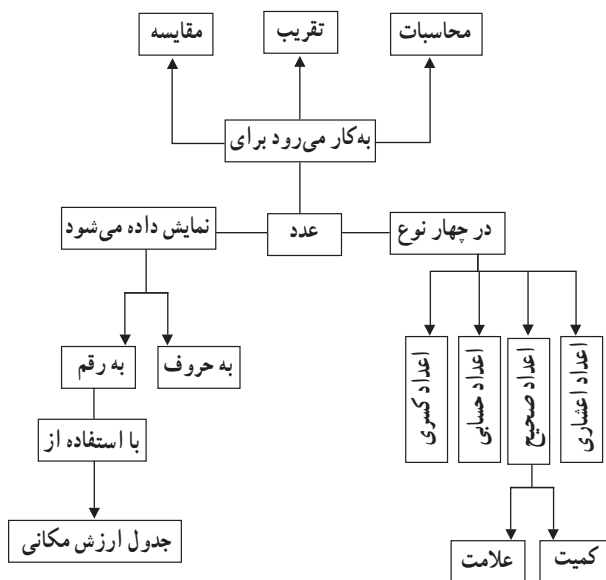 محاسبات
تقریب
مقایسه
به‌کار می‌رود برای
در چهار نوع
عدد
نمایش داده می‌شود
اعداد اعشاری
اعداد صحیح
اعداد حسابی
اعداد کسری
به حروف
به رقم
با استفاده از
جدول ارزش مکانی
کمیت
علامت